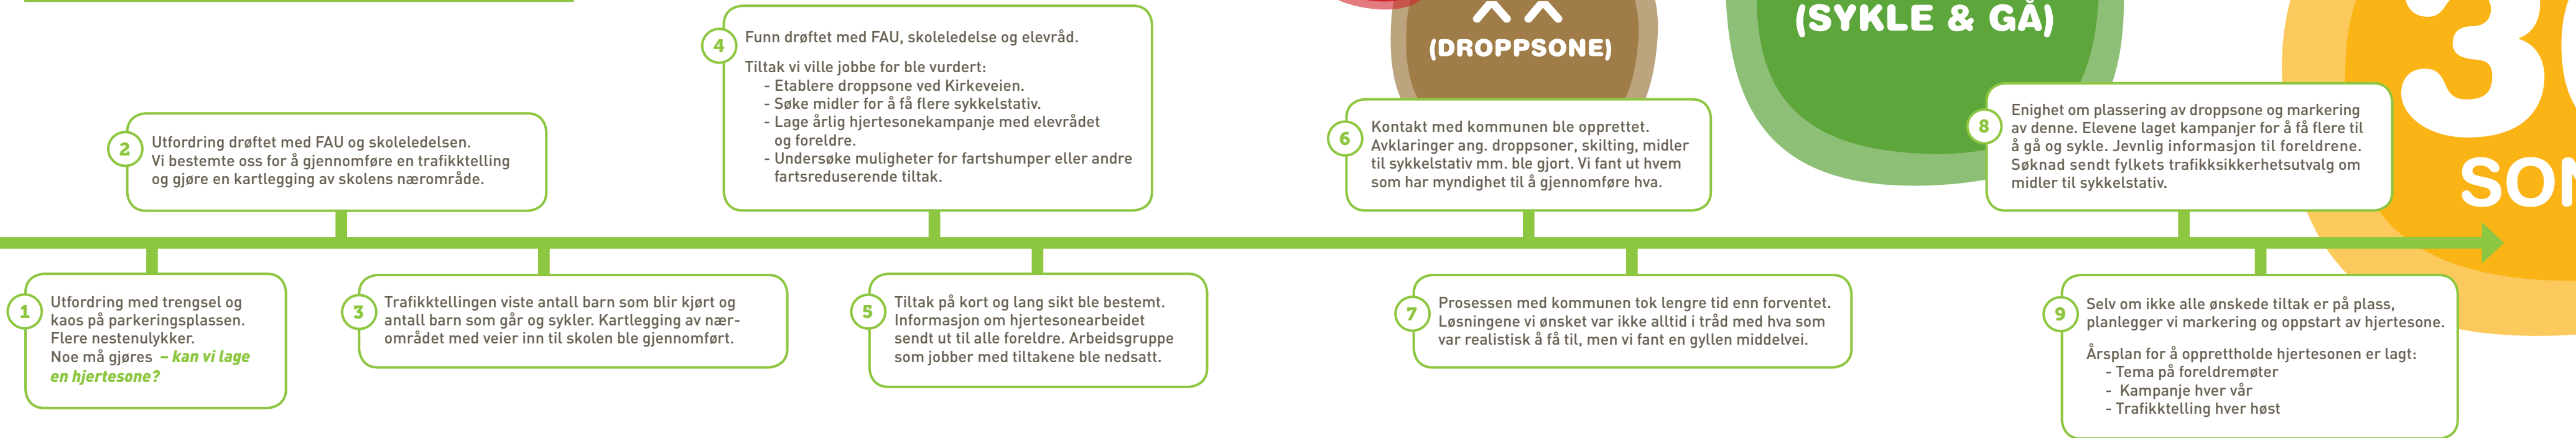 (DROPPSONE)
(SYKLE & GÅ)
SON
1
Utfordring med trengsel og
kaos på parkeringsplassen.
Flere nestenulykker.
Noe må gjøres – kan vi lage
en hjertesone?
2
Utfordring drøftet med FAU og skoleledelsen.
Vi bestemte oss for å gjennomføre en trafikktelling
og gjøre en kartlegging av skolens nærområde.
3
Trafikktellingen viste antall barn som blir kjørt og
antall barn som går og sykler. Kartlegging av nær-
området med veier inn til skolen ble gjennomført.
4
Funn drøftet med FAU, skoleledelse og elevråd.
Tiltak vi ville jobbe for ble vurdert:
- Etablere droppsone ved Kirkeveien.
- Søke midler for å få flere sykkelstativ.
- Lage årlig hjertesonekampanje med elevrådet
og foreldre.
- Undersøke muligheter for fartshumper eller andre
fartsreduserende tiltak.
5
Tiltak på kort og lang sikt ble bestemt.
Informasjon om hjertesonearbeidet
sendt ut til alle foreldre. Arbeidsgruppe
som jobber med tiltakene ble nedsatt.
6
Kontakt med kommunen ble opprettet.
Avklaringer ang. droppsoner, skilting, midler
til sykkelstativ mm. ble gjort. Vi fant ut hvem
som har myndighet til å gjennomføre hva.
7
Prosessen med kommunen tok lengre tid enn forventet.
Løsningene vi ønsket var ikke alltid i tråd med hva som
var realistisk å få til, men vi fant en gyllen middelvei.
8
Enighet om plassering av droppsone og markering
av denne. Elevene laget kampanjer for å få flere til
å gå og sykle. Jevnlig informasjon til foreldrene.
Søknad sendt fylkets trafikksikkerhetsutvalg om
midler til sykkelstativ.
9
Selv om ikke alle ønskede tiltak er på plass,
planlegger vi markering og oppstart av hjertesone.
Årsplan for å opprettholde hjertesonen er lagt:
- Tema på foreldremøter
- Kampanje hver vår
- Trafikktelling hver høst